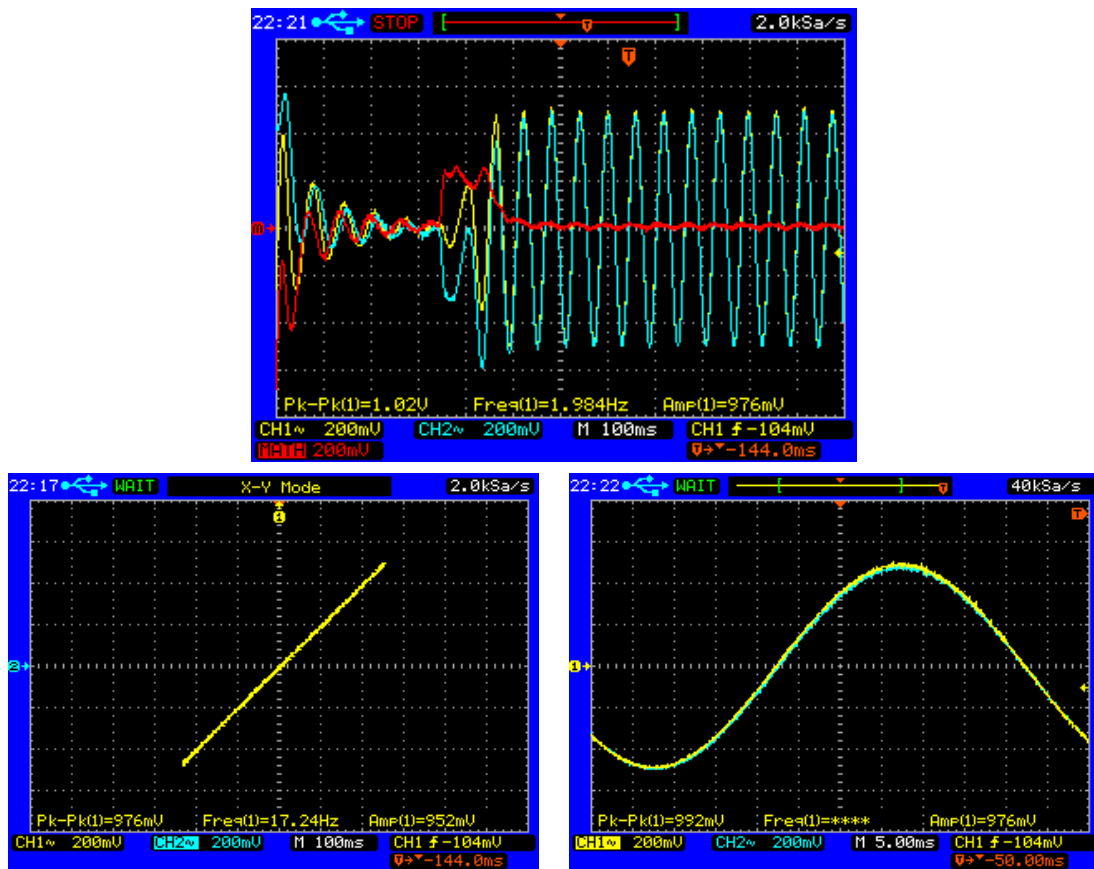 22:21 STOP [ T ] 2.0kSa/s
T
m
Pk-Pk(1)=1.02V Freq(1)=1.984Hz Amp(1)=976mV
CH1~ 200mV CH2~ 200mV M 100ms CH1 -104mV
MATH 200mV T→-144.0ms
22:17 WAIT X-Y Mode 2.0kSa/s
1
2
Pk-Pk(1)=976mV Freq(1)=17.24Hz Amp(1)=952mV
CH1~ 200mV CH2~ 200mV M 100ms CH1 -104mV
T→-144.0ms
22:22 WAIT [ ] T 40kSa/s
T
1
Pk-Pk(1)=992mV Freq(1)=**** Amp(1)=976mV
CH1~ 200mV CH2~ 200mV M 5.00ms CH1 -104mV
T→-50.00ms